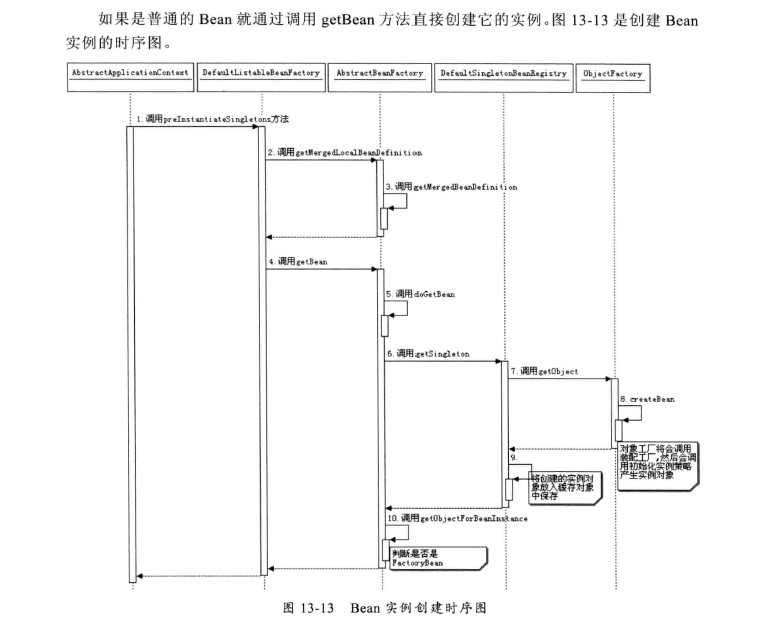 如果是普通的 Bean 就通过调用 getBean 方法直接创建它的实例。图 13-13 是创建 Bean
实例的时序图。
AbstractApplicationContext
DefaultListableBeanFactory
AbstractBeanFactory
DefaultSingletonBeanRegistry
ObjectFactory
1.调用preInstantiateSingletons方法
2.调用getMergedLocalBeanDefinition
3.调用getMergedBeanDefinition
4.调用getBean
5.调用doGetBean
6.调用getSingleton
7.调用getObject
8.createBean
对象工厂将会调用
装配工厂,然后会调
用初始化实例策略
产生实例对象
9.
将创建的实例对
象放入缓存对象
中保存
10.调用getObjectForBeanInstance
判断是否是
FactoryBean
图 13-13 Bean 实例创建时序图